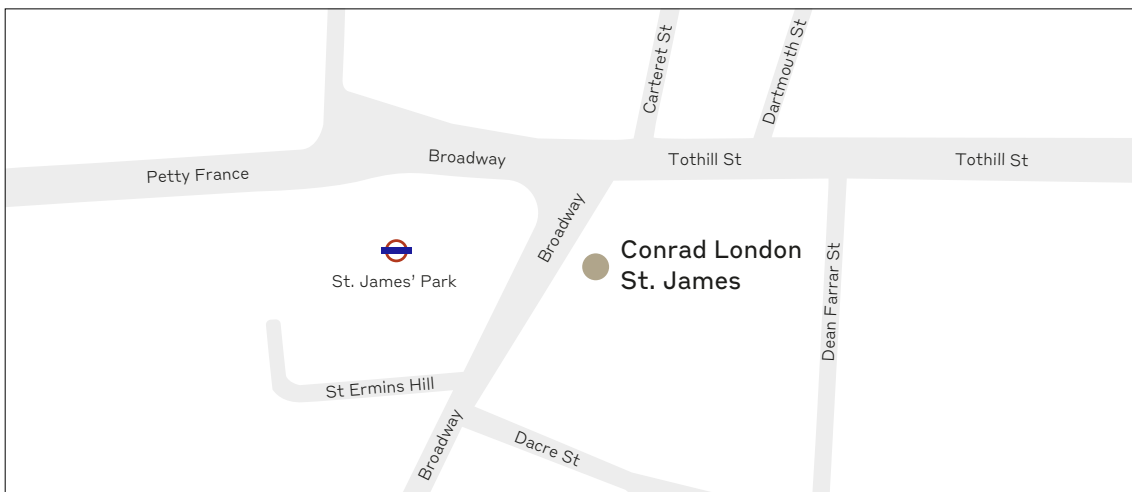 Carteret St
Dartmouth St
Petty France
Broadway
Tothill St
Tothill St
Broadway
Conrad London
St. James
St. James’ Park
Dean Farrar St
St Ermins Hill
Broadway
Dacre St